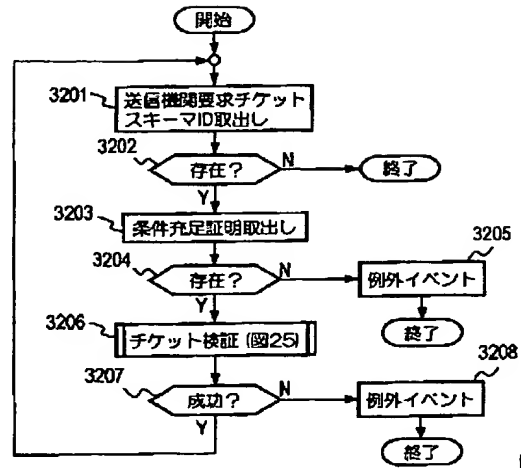 開始
3201
送信機関要求チケット
スキーマID取出し
3202
存在?
N
終了
Y
3203
条件充足証明取出し
3204
存在?
N
3205
例外イベント
Y
終了
3206
チケット検証(図25)
3207
成功?
N
3208
例外イベント
Y
終了